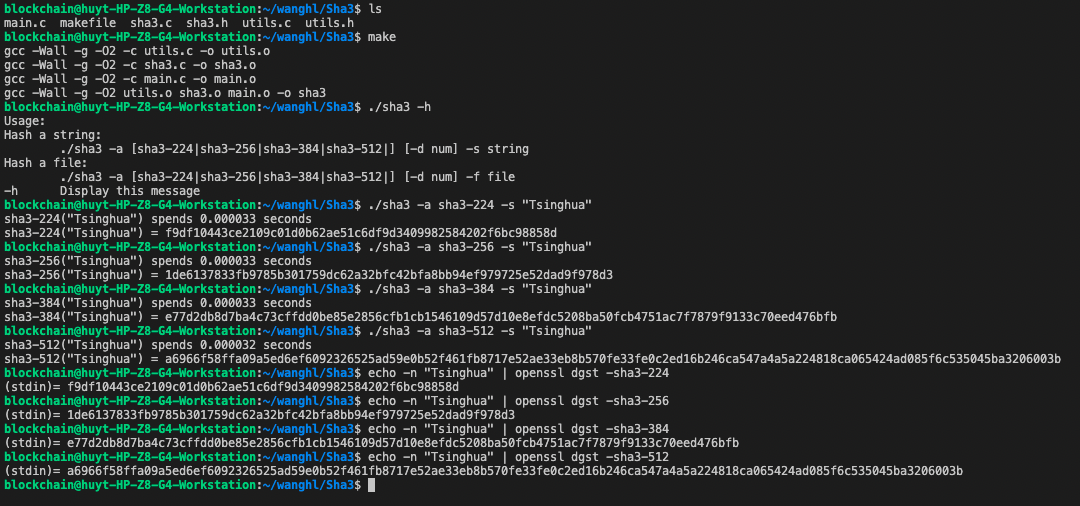 blockchain@huyt-HP-Z8-G4-Workstation:~/wanghl/Sha3$ ls
main.c  makefile  sha3.c  sha3.h  utils.c  utils.h
blockchain@huyt-HP-Z8-G4-Workstation:~/wanghl/Sha3$ make
gcc -Wall -g -O2 -c utils.c -o utils.o
gcc -Wall -g -O2 -c sha3.c -o sha3.o
gcc -Wall -g -O2 -c main.c -o main.o
gcc -Wall -g -O2 utils.o sha3.o main.o -o sha3
blockchain@huyt-HP-Z8-G4-Workstation:~/wanghl/Sha3$ ./sha3 -h
Usage:
Hash a string:
        ./sha3 -a [sha3-224|sha3-256|sha3-384|sha3-512|] [-d num] -s string
Hash a file:
        ./sha3 -a [sha3-224|sha3-256|sha3-384|sha3-512|] [-d num] -f file
-h      Display this message
blockchain@huyt-HP-Z8-G4-Workstation:~/wanghl/Sha3$ ./sha3 -a sha3-224 -s "Tsinghua"
sha3-224("Tsinghua") spends 0.000033 seconds
sha3-224("Tsinghua") = f9df10443ce2109c01d0b62ae51c6df9d3409982584202f6bc98858d
blockchain@huyt-HP-Z8-G4-Workstation:~/wanghl/Sha3$ ./sha3 -a sha3-256 -s "Tsinghua"
sha3-256("Tsinghua") spends 0.000033 seconds
sha3-256("Tsinghua") = 1de6137833fb9785b301759dc62a32bfc42bfa8bb94ef979725e52dad9f978d3
blockchain@huyt-HP-Z8-G4-Workstation:~/wanghl/Sha3$ ./sha3 -a sha3-384 -s "Tsinghua"
sha3-384("Tsinghua") spends 0.000033 seconds
sha3-384("Tsinghua") = e77d2db8d7ba4c73cffdd0be85e2856cfb1cb1546109d57d10e8efdc5208ba50fcb4751ac7f7879f9133c70eed476bfb
blockchain@huyt-HP-Z8-G4-Workstation:~/wanghl/Sha3$ ./sha3 -a sha3-512 -s "Tsinghua"
sha3-512("Tsinghua") spends 0.000032 seconds
sha3-512("Tsinghua") = a6966f58ffa09a5ed6ef6092326525ad59e0b52f461fb8717e52ae33eb8b570fe33fe0c2ed16b246ca547a4a5a224818ca065424ad085f6c535045ba3206003b
blockchain@huyt-HP-Z8-G4-Workstation:~/wanghl/Sha3$ echo -n "Tsinghua" | openssl dgst -sha3-224
(stdin)= f9df10443ce2109c01d0b62ae51c6df9d3409982584202f6bc98858d
blockchain@huyt-HP-Z8-G4-Workstation:~/wanghl/Sha3$ echo -n "Tsinghua" | openssl dgst -sha3-256
(stdin)= 1de6137833fb9785b301759dc62a32bfc42bfa8bb94ef979725e52dad9f978d3
blockchain@huyt-HP-Z8-G4-Workstation:~/wanghl/Sha3$ echo -n "Tsinghua" | openssl dgst -sha3-384
(stdin)= e77d2db8d7ba4c73cffdd0be85e2856cfb1cb1546109d57d10e8efdc5208ba50fcb4751ac7f7879f9133c70eed476bfb
blockchain@huyt-HP-Z8-G4-Workstation:~/wanghl/Sha3$ echo -n "Tsinghua" | openssl dgst -sha3-512
(stdin)= a6966f58ffa09a5ed6ef6092326525ad59e0b52f461fb8717e52ae33eb8b570fe33fe0c2ed16b246ca547a4a5a224818ca065424ad085f6c535045ba3206003b
blockchain@huyt-HP-Z8-G4-Workstation:~/wanghl/Sha3$